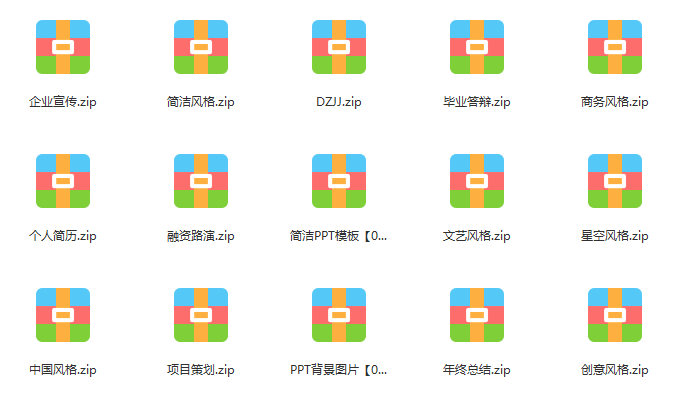 企业宣传.zip
简洁风格.zip
DZJJ.zip
毕业答辩.zip
商务风格.zip
个人简历.zip
融资路演.zip
简洁PPT模板【0...
文艺风格.zip
星空风格.zip
中国风格.zip
项目策划.zip
PPT背景图片【0...
年终总结.zip
创意风格.zip